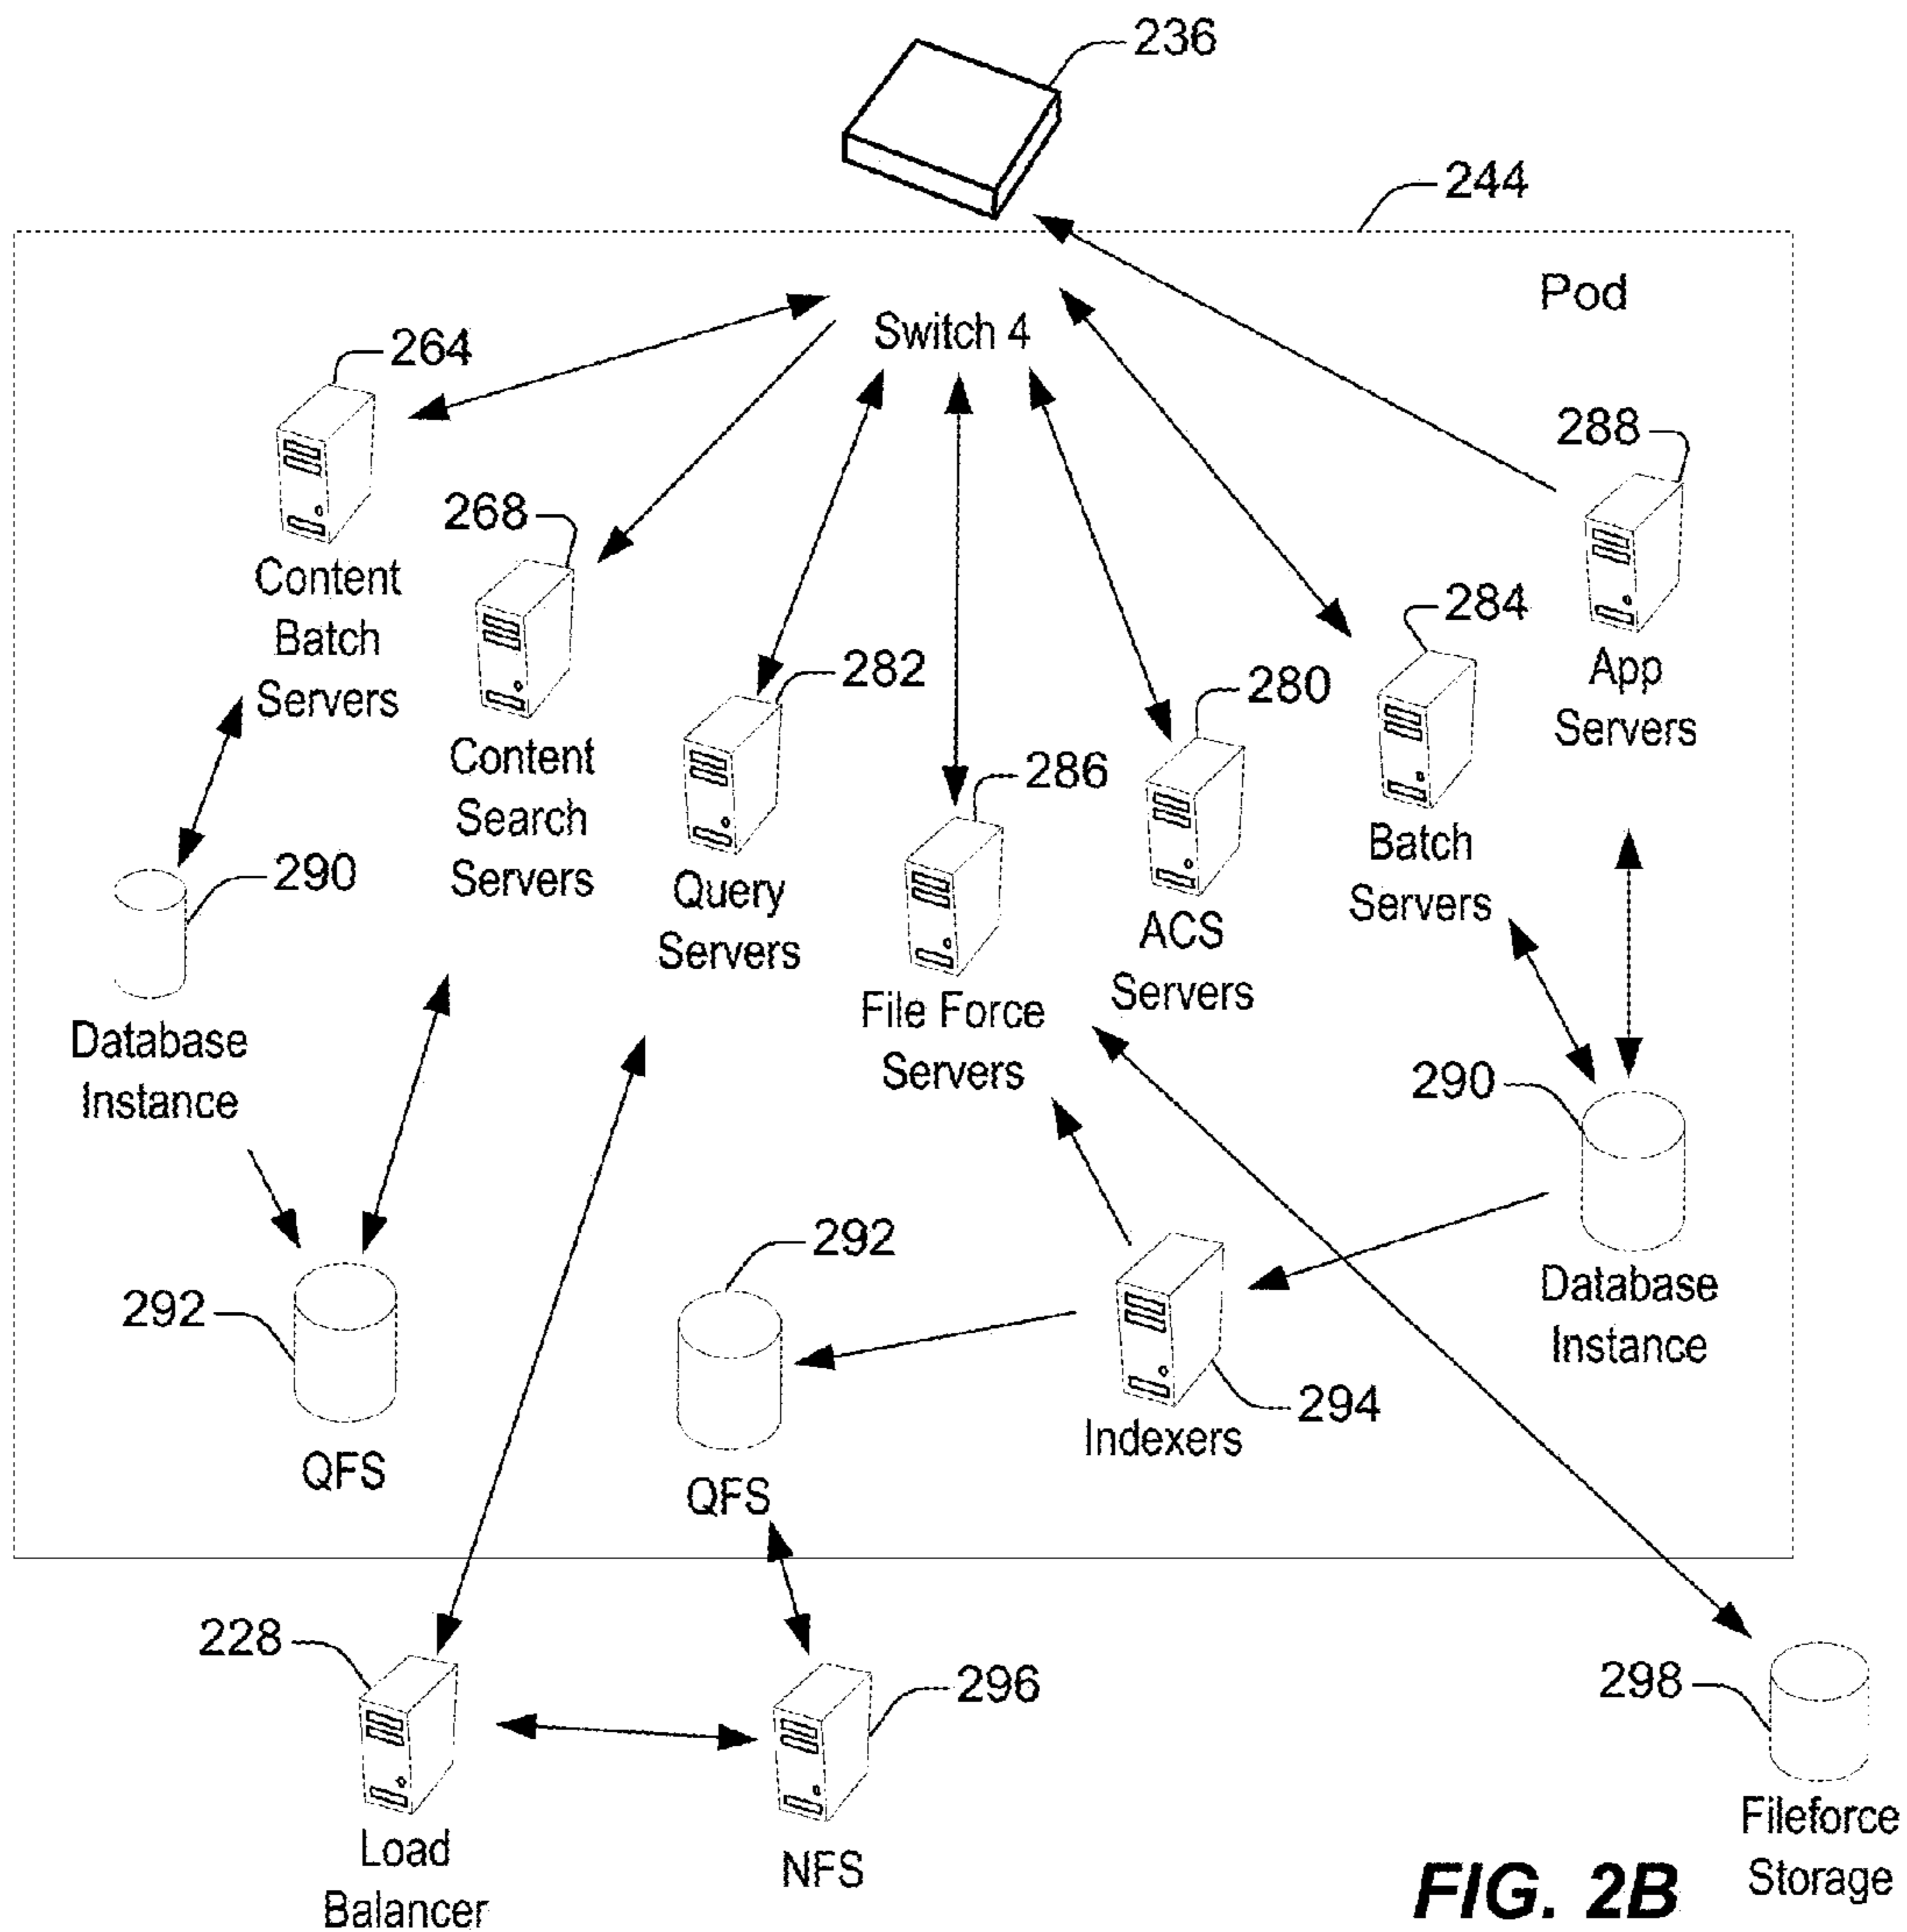 236
244
Pod
Switch 4
264
Content
Batch
Servers
268
Content
Search
Servers
282
Query
Servers
286
File Force
Servers
280
ACS
Servers
284
Batch
Servers
288
App
Servers
290
Database
Instance
290
Database
Instance
292
QFS
292
QFS
294
Indexers
228
Load
Balancer
296
NFS
298
Fileforce
Storage
FIG. 2B